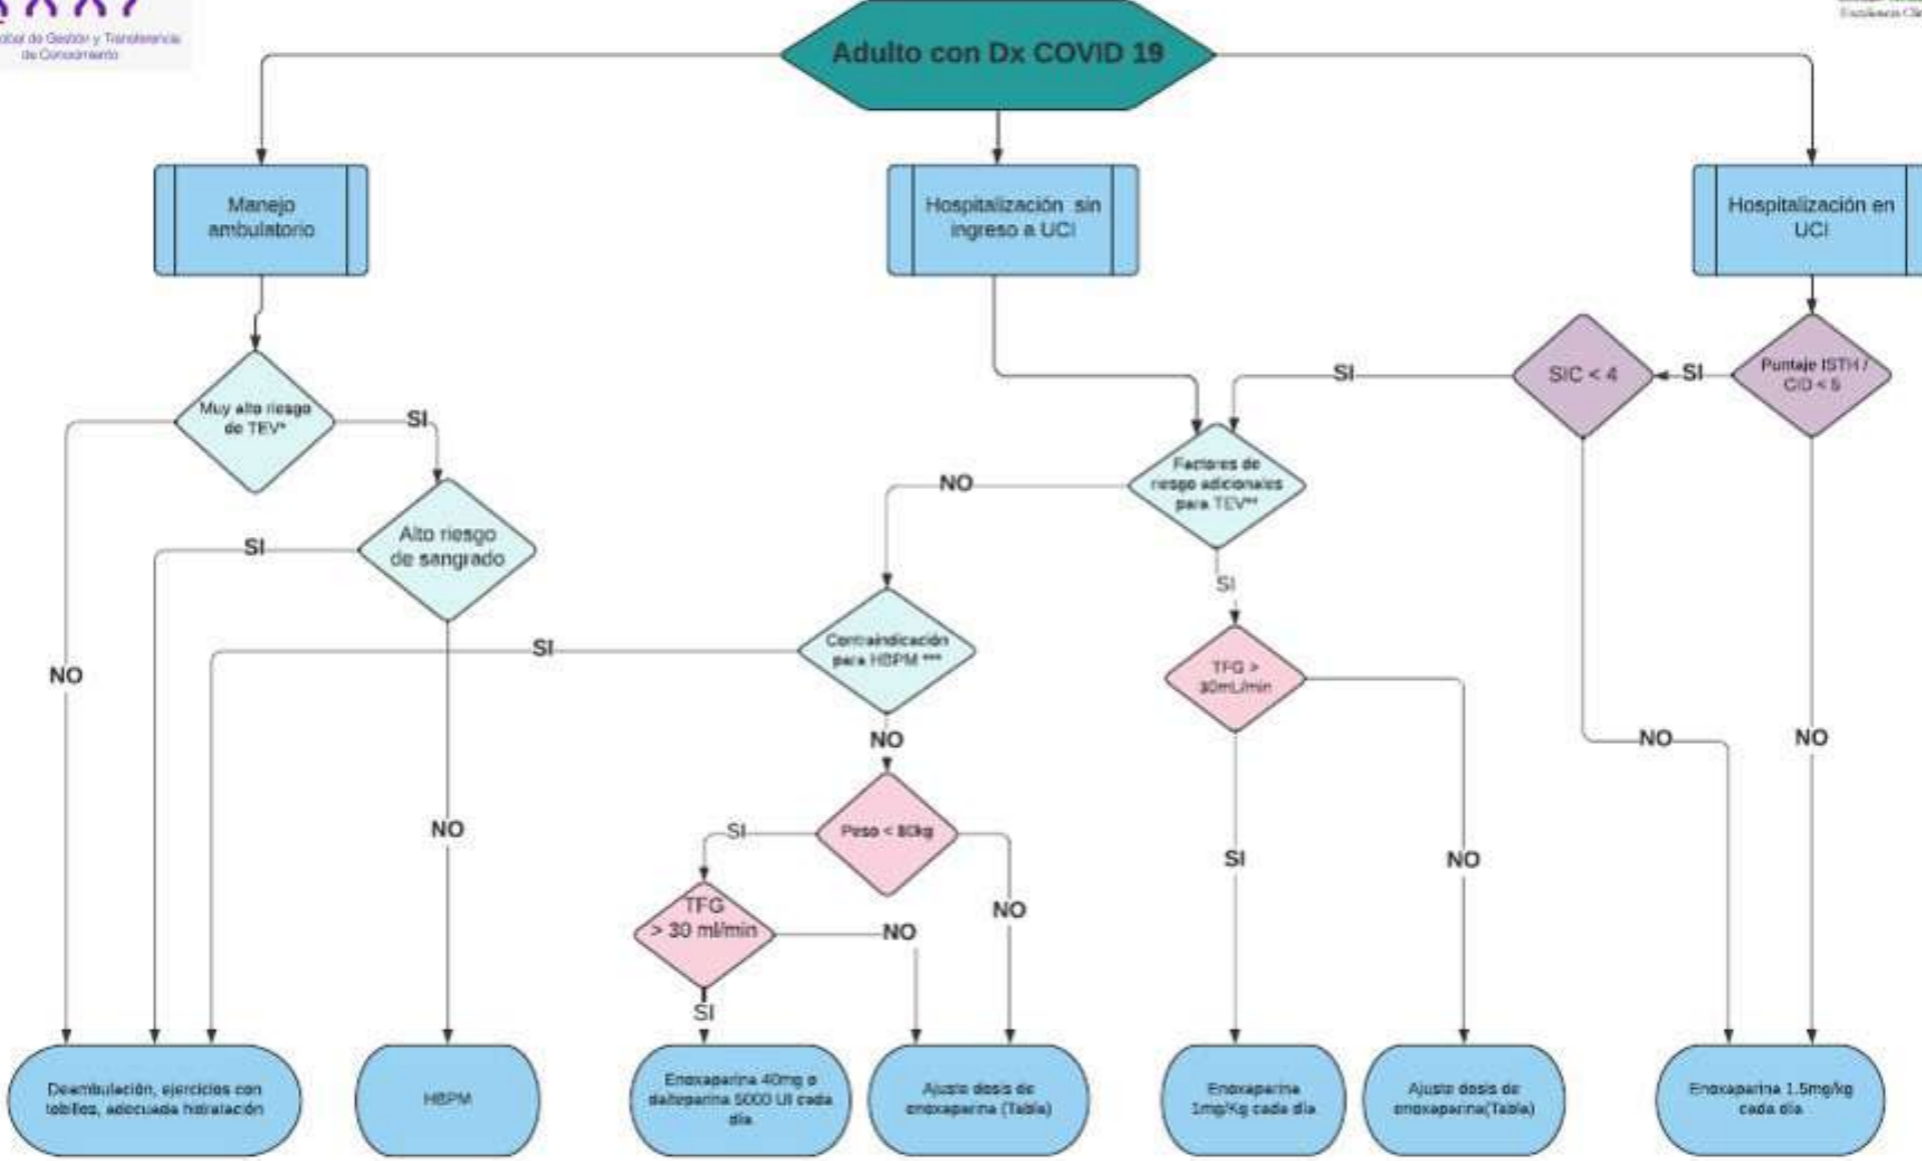 de Gestión y Transferencia
de Conocimiento
Adulto con Dx COVID 19
Manejo
ambulatorio
Hospitalización sin
ingreso a UCI
Hospitalización en
UCI
Muy alto riesgo
de TEV*
SI
NO
Alto riesgo
de sangrado
SI
NO
Factores de
riesgo adicionales
para TEV**
NO
SI
SI
SIC < 4
SI
Puntaje ISTH /
CID <
NO
NO
Contraindicación
para HBPM ***
SI
NO
TFG >
30mL/min
SI
NO
Peso < 80kg
SI
NO
TFG
> 30 ml/min
NO
SI
Deambulación, ejercicios con
tobillos, adecuada hidratación
HBPM
Enoxaparina 40mg o
dalteparina 5000 UI cada
día
Ajuste dosis de
enoxaparina (Tabla)
Enoxaparina
1mg/Kg cada día
Ajuste dosis de
enoxaparina(Tabla)
Enoxaparina 1.5mg/kg
cada día